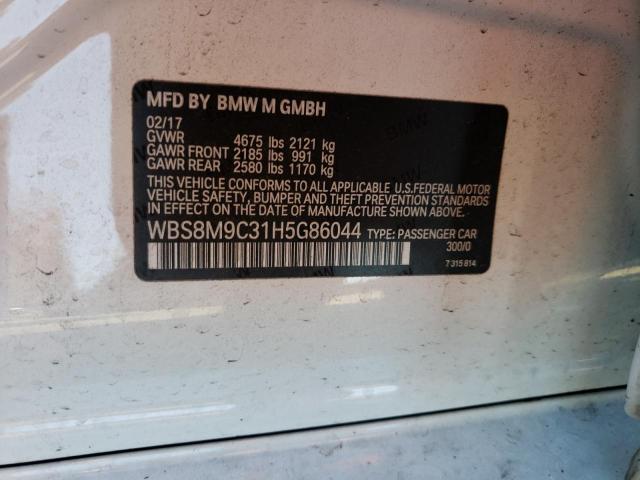 MFD BY BMW M GMBH
02/17
GVWR 4675 lbs 2121 kg
GAWR FRONT 2185 lbs 991 kg
GAWR REAR 2580 lbs 1170 kg
THIS VEHICLE CONFORMS TO ALL APPLICABLE U.S.FEDERAL MOTOR
VEHICLE SAFETY, BUMPER AND THEFT PREVENTION STANDARDS
IN EFFECT ON THE DATE OF MANUFACTURE SHOWN ABOVE.
WBS8M9C31H5G86044 TYPE: PASSENGER CAR
300/0
7 315 814